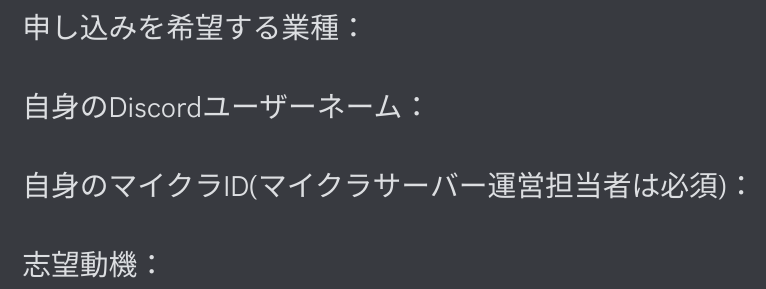 申し込みを希望する業種：
自身のDiscordユーザーネーム：
自身のマイクラID(マイクラサーバー運営担当者は必須)：
志望動機：